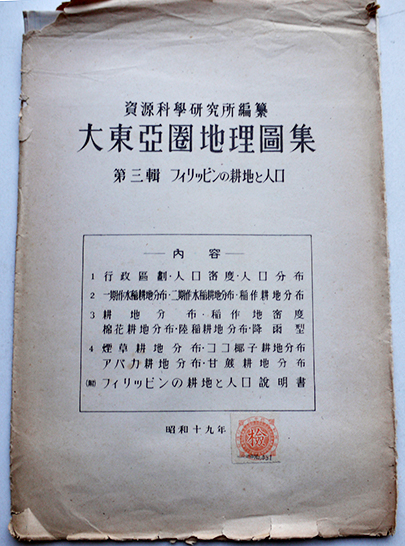 資源科學硏究所編纂
大東亞圈地理圖集
第三輯 フィリッピンの耕地と人口
內容
1 行政區劃·人口密度·人口分布
2 一期作水稻耕地分布·二期作水稻耕地分布·稻作耕地分布
3 耕地分布·稻作地密度
棉花耕地分布·陸稻耕地分布·降雨型
4 煙草耕地分布·ココ椰子耕地分布
アバカ耕地分布·甘蔗耕地分布
(附) フィリッピンの耕地と人口說明書
昭和十九年
檢